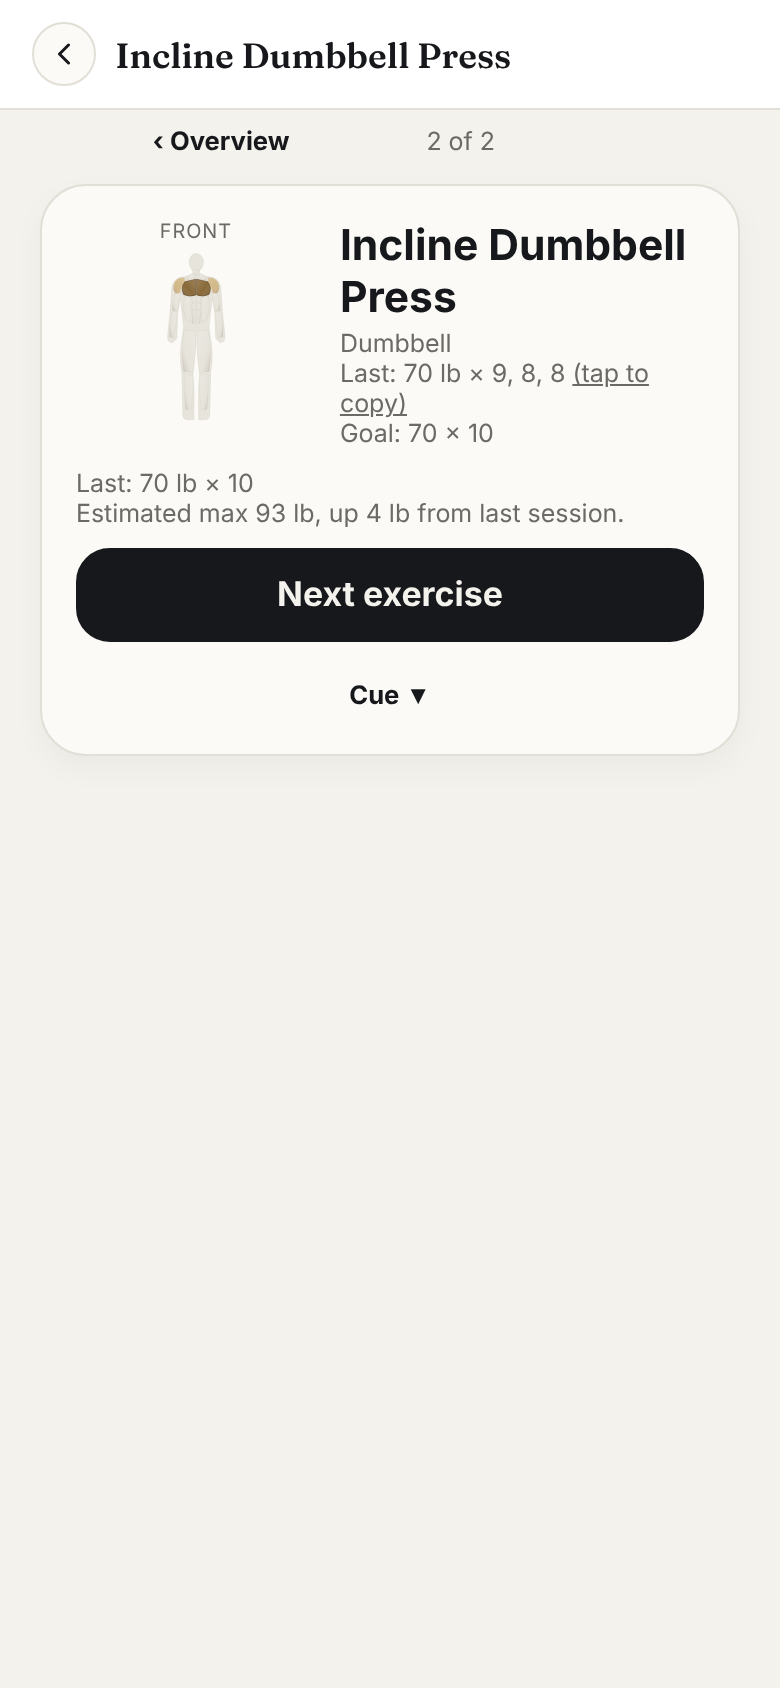 Incline Dumbbell Press
‹ Overview
2 of 2
FRONT
Incline Dumbbell
Press
Dumbbell
Last: 70 lb × 9, 8, 8 (tap to
copy)
Goal: 70 × 10
Last: 70 lb × 10
Estimated max 93 lb, up 4 lb from last session.
Next exercise
Cue ▼